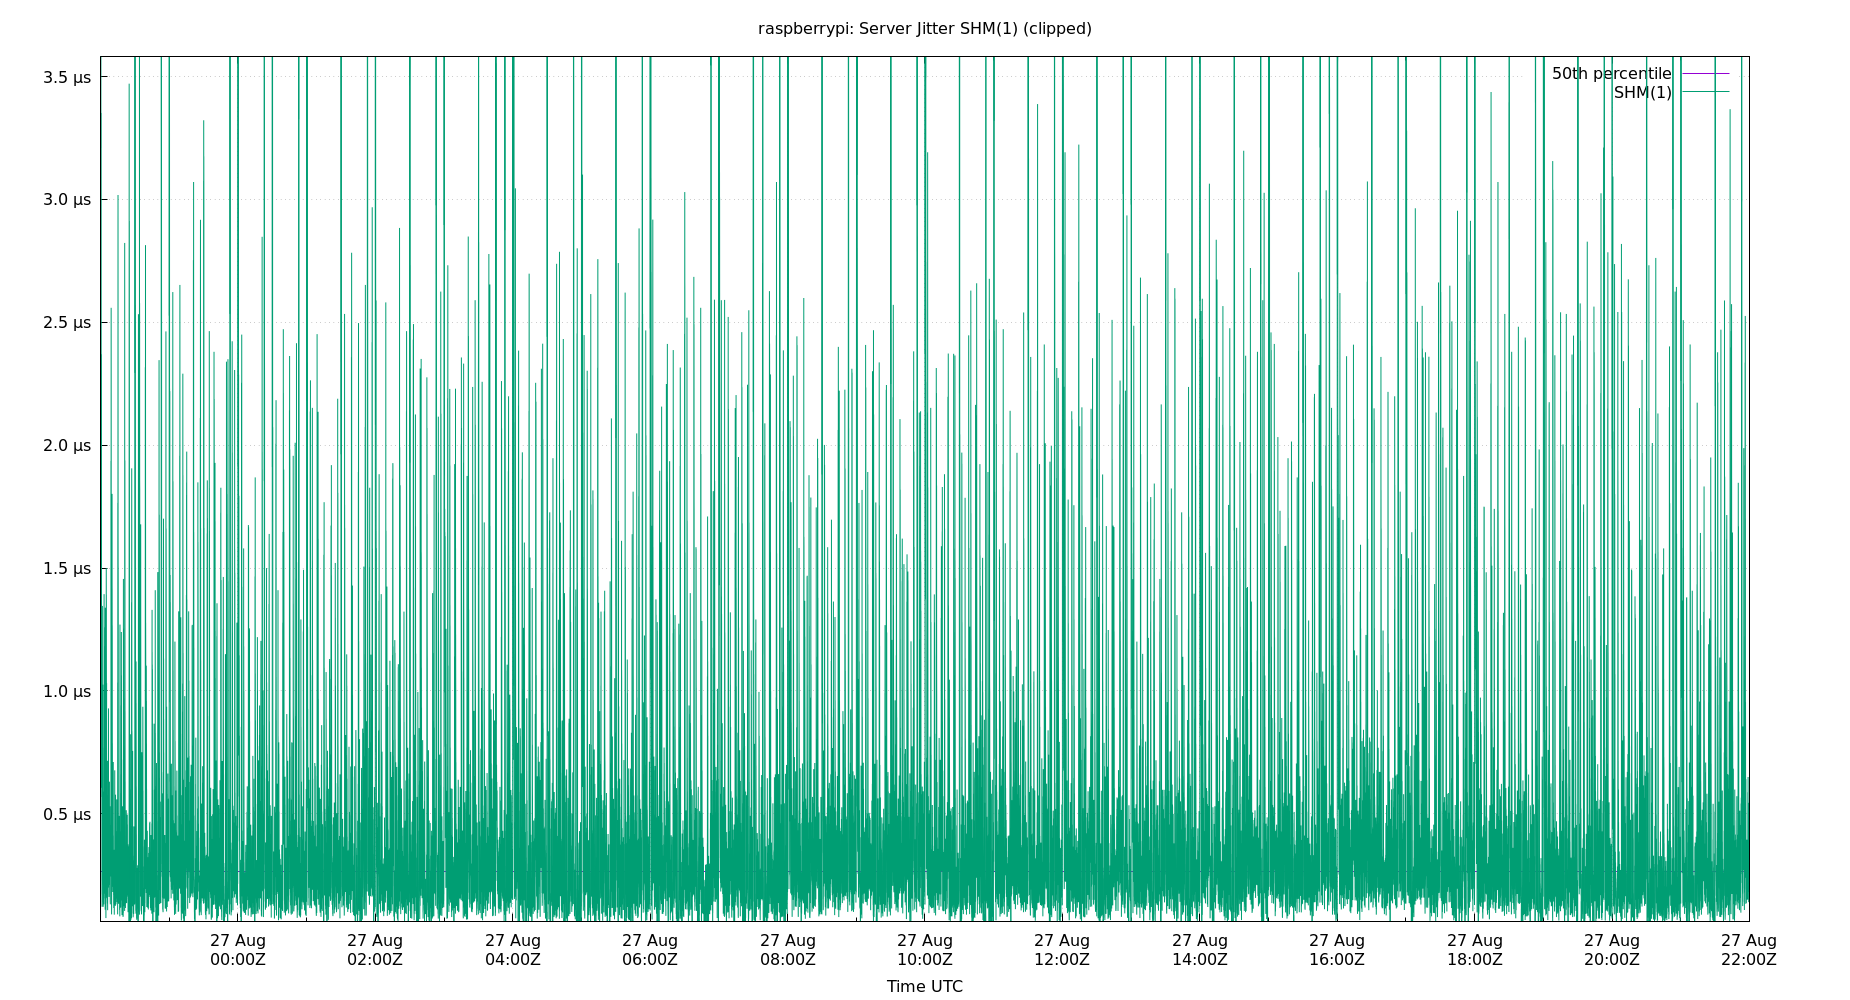 raspberrypi: Server Jitter SHM(1) (clipped)
50th percentile
SHM(1)
3.5 µs
3.0 µs
2.5 µs
2.0 µs
1.5 µs
1.0 µs
0.5 µs
27 Aug 27 Aug 27 Aug 27 Aug 27 Aug 27 Aug 27 Aug 27 Aug 27 Aug 27 Aug 27 Aug 27 Aug
00:00Z 02:00Z 04:00Z 06:00Z 08:00Z 10:00Z 12:00Z 14:00Z 16:00Z 18:00Z 20:00Z 22:00Z
Time UTC